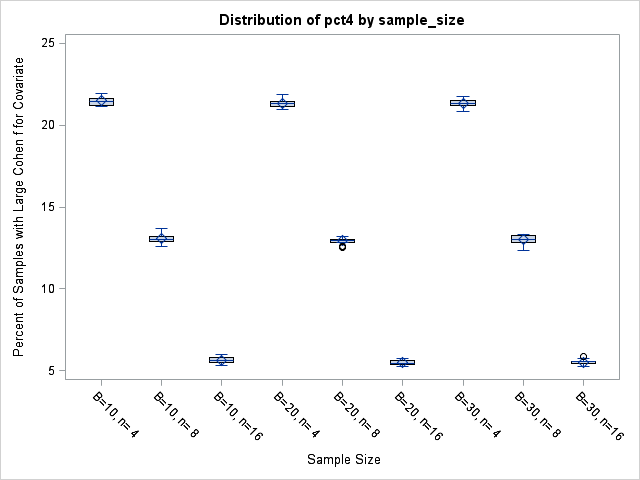 Distribution of pct4 by sample_size
Percent of Samples with Large Cohen f for Covariate
25
20
15
10
5
B=10, n= 4
B=10, n= 8
B=10, n=16
B=20, n= 4
B=20, n= 8
B=20, n=16
B=30, n= 4
B=30, n= 8
B=30, n=16
Sample Size